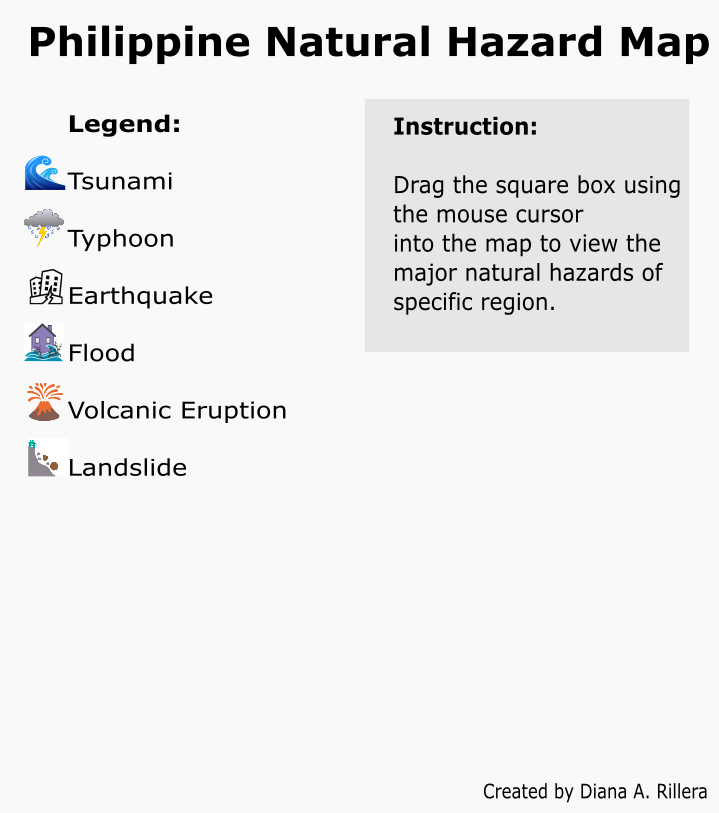 Philippine Natural Hazard Map
Legend:
Tsunami
Typhoon
Earthquake
Flood
Volcanic Eruption
Landslide
Instruction:
Drag the square box using
the mouse cursor
into the map to view the
major natural hazards of
specific region.
Created by Diana A. Rillera